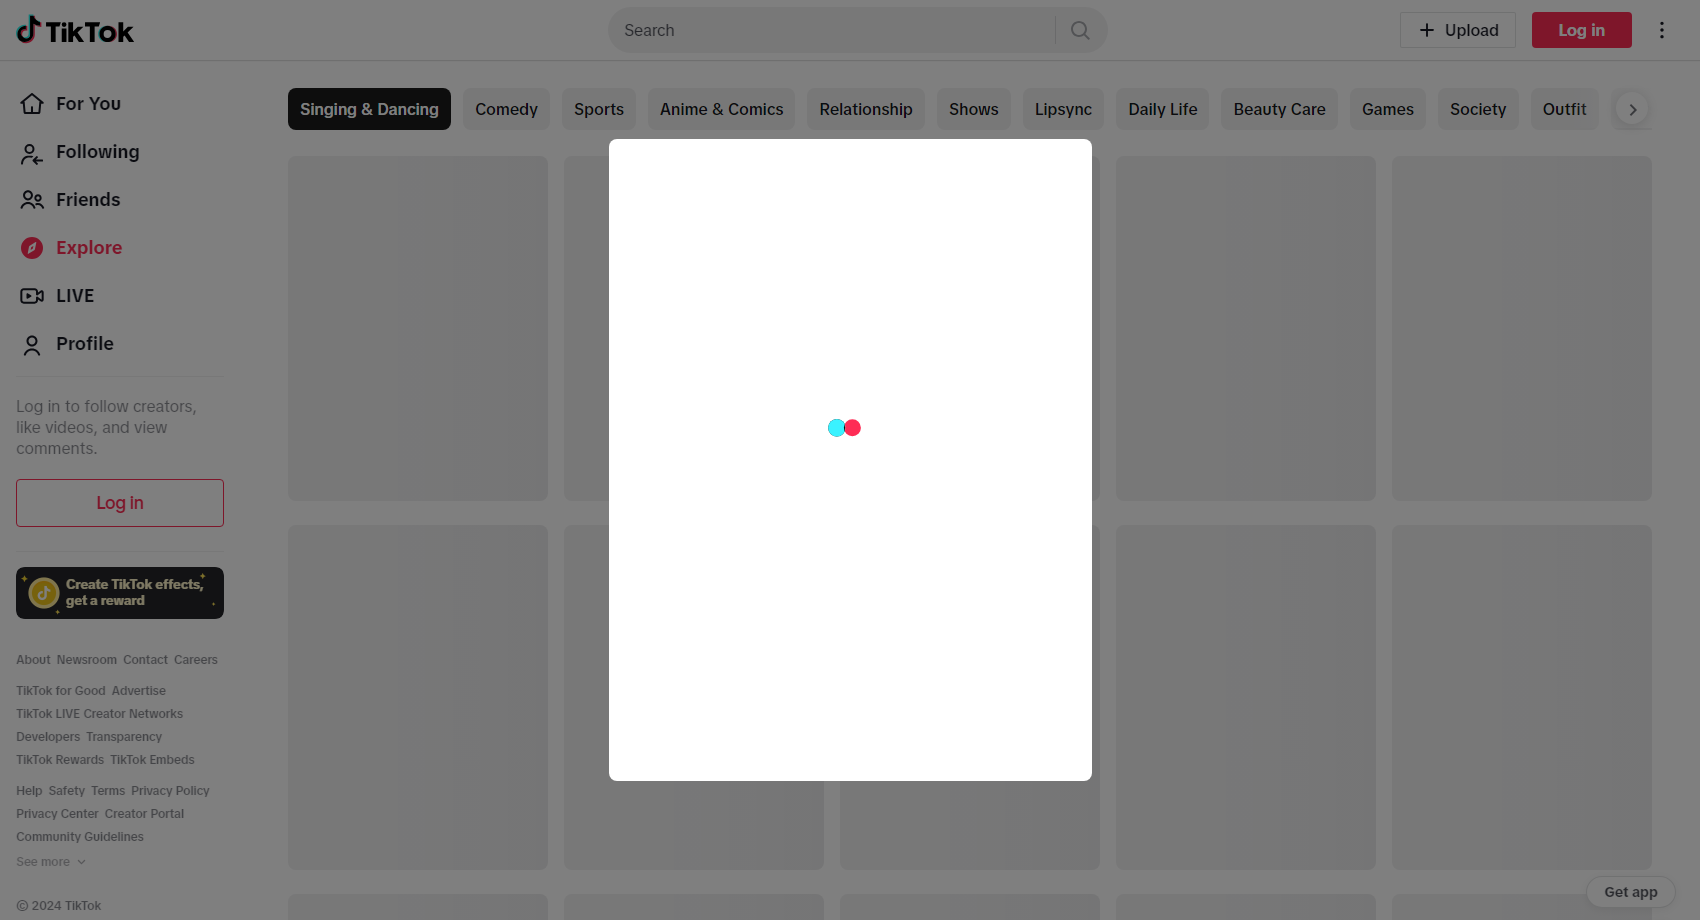 TikTok
Search
Upload
Log in
For You
Following
Friends
Explore
LIVE
Profile
Log in to follow creators,
like videos, and view
comments.
Log in
Create TikTok effects,
get a reward
About Newsroom Contact Careers
TikTok for Good Advertise
TikTok LIVE Creator Networks
Developers Transparency
TikTok Rewards TikTok Embeds
Help Safety Terms Privacy Policy
Privacy Center Creator Portal
Community Guidelines
See more
© 2024 TikTok
Singing & Dancing Comedy Sports Anime & Comics Relationship Shows Lipsync Daily Life Beauty Care Games Society Outfit
Get app